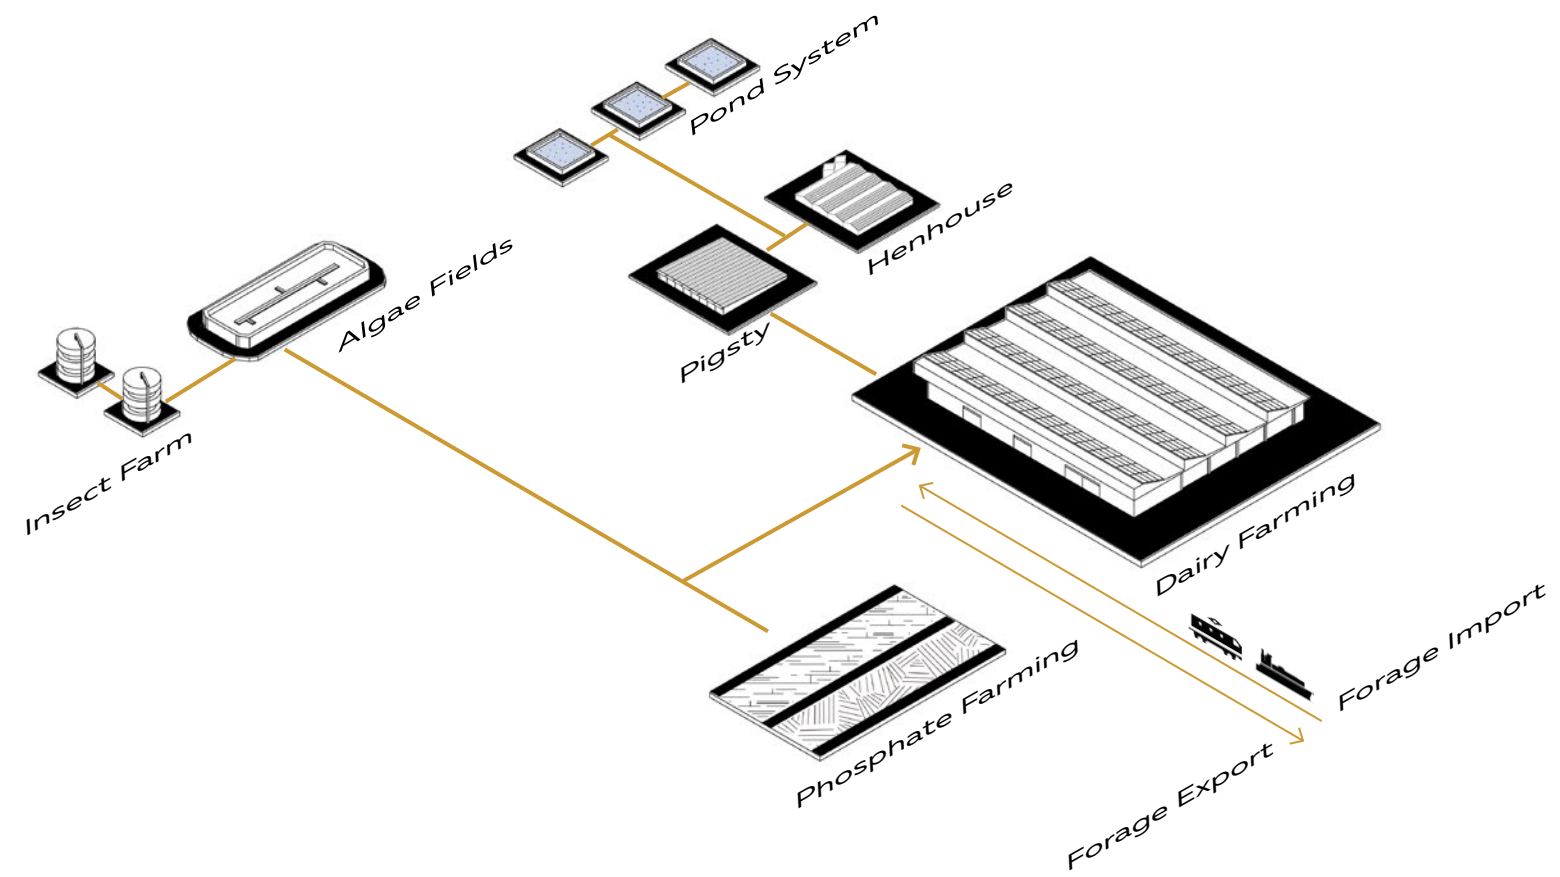 Pond System
Henhouse
Algae Fields
Pigsty
Insect Farm
Dairy Farming
Phosphate Farming
Forage Import
Forage Export